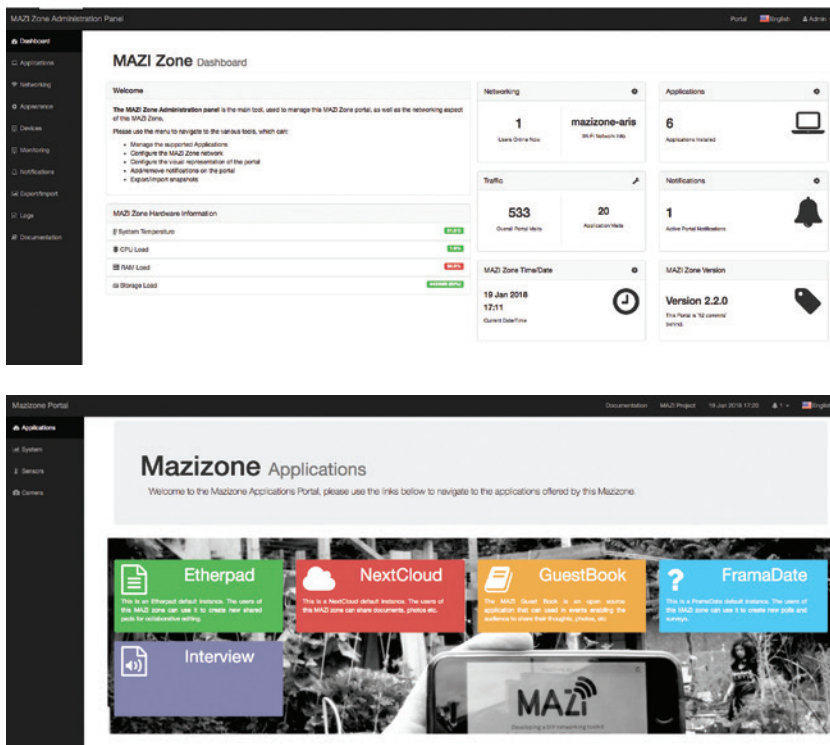 MAZI Zone Administration Panel
Portal English Admin
Dashboard
Applications
Networking
Appearance
Devices
Monitoring
Notifications
Export/Import
Logs
Documentation
MAZI Zone Dashboard
Welcome
The MAZI Zone Administration panel is the main tool, used to manage this MAZI Zone portal, as well as the networking aspect
of this MAZI Zone.
Please use the menu to navigate to the various tools, which can:
Manage the supported Applications
Configure the MAZI Zone network
Configure the visual representation of the portal
Add/remove notifications on the portal
Export/Import snapshots
MAZI Zone Hardware Information
System Temperature
CPU Load
RAM Load
Storage Load
Networking
1
Users Online Now
mazizone-aris
Wi-Fi Network Info
Applications
6
Applications Installed
Traffic
533
Overall Portal Visits
20
Application Visits
Notifications
1
Active Portal Notifications
MAZI Zone Time/Date
19 Jan 2018
17:11
Current Date/Time
MAZI Zone Version
Version 2.2.0
This Portal is '12 commits'
behind.
Mazizone Portal
Documentation MAZI Project 19 Jan 2018 17:20 1 English
Applications
System
Sensors
Camera
Mazizone Applications
Welcome to the Mazizone Applications Portal, please use the links bellow to navigate to the applications offered by this Mazizone.
Etherpad
This is an Etherpad default instance. The users of
this MAZI zone can use it to create new shared
pads for collaborative editing.
NextCloud
This is a NextCloud default instance. The users of
this MAZI zone can share documents, photos etc.
GuestBook
The MAZI Guest Book is an open source
application that can used in events enabling the
audience to share their thoughts, photos, etc
FramaDate
This is a FramaDate default instance. The users of
this MAZI zone can use it to create new polls and
surveys.
Interview
MAZI
Developing a DIY networking toolkit